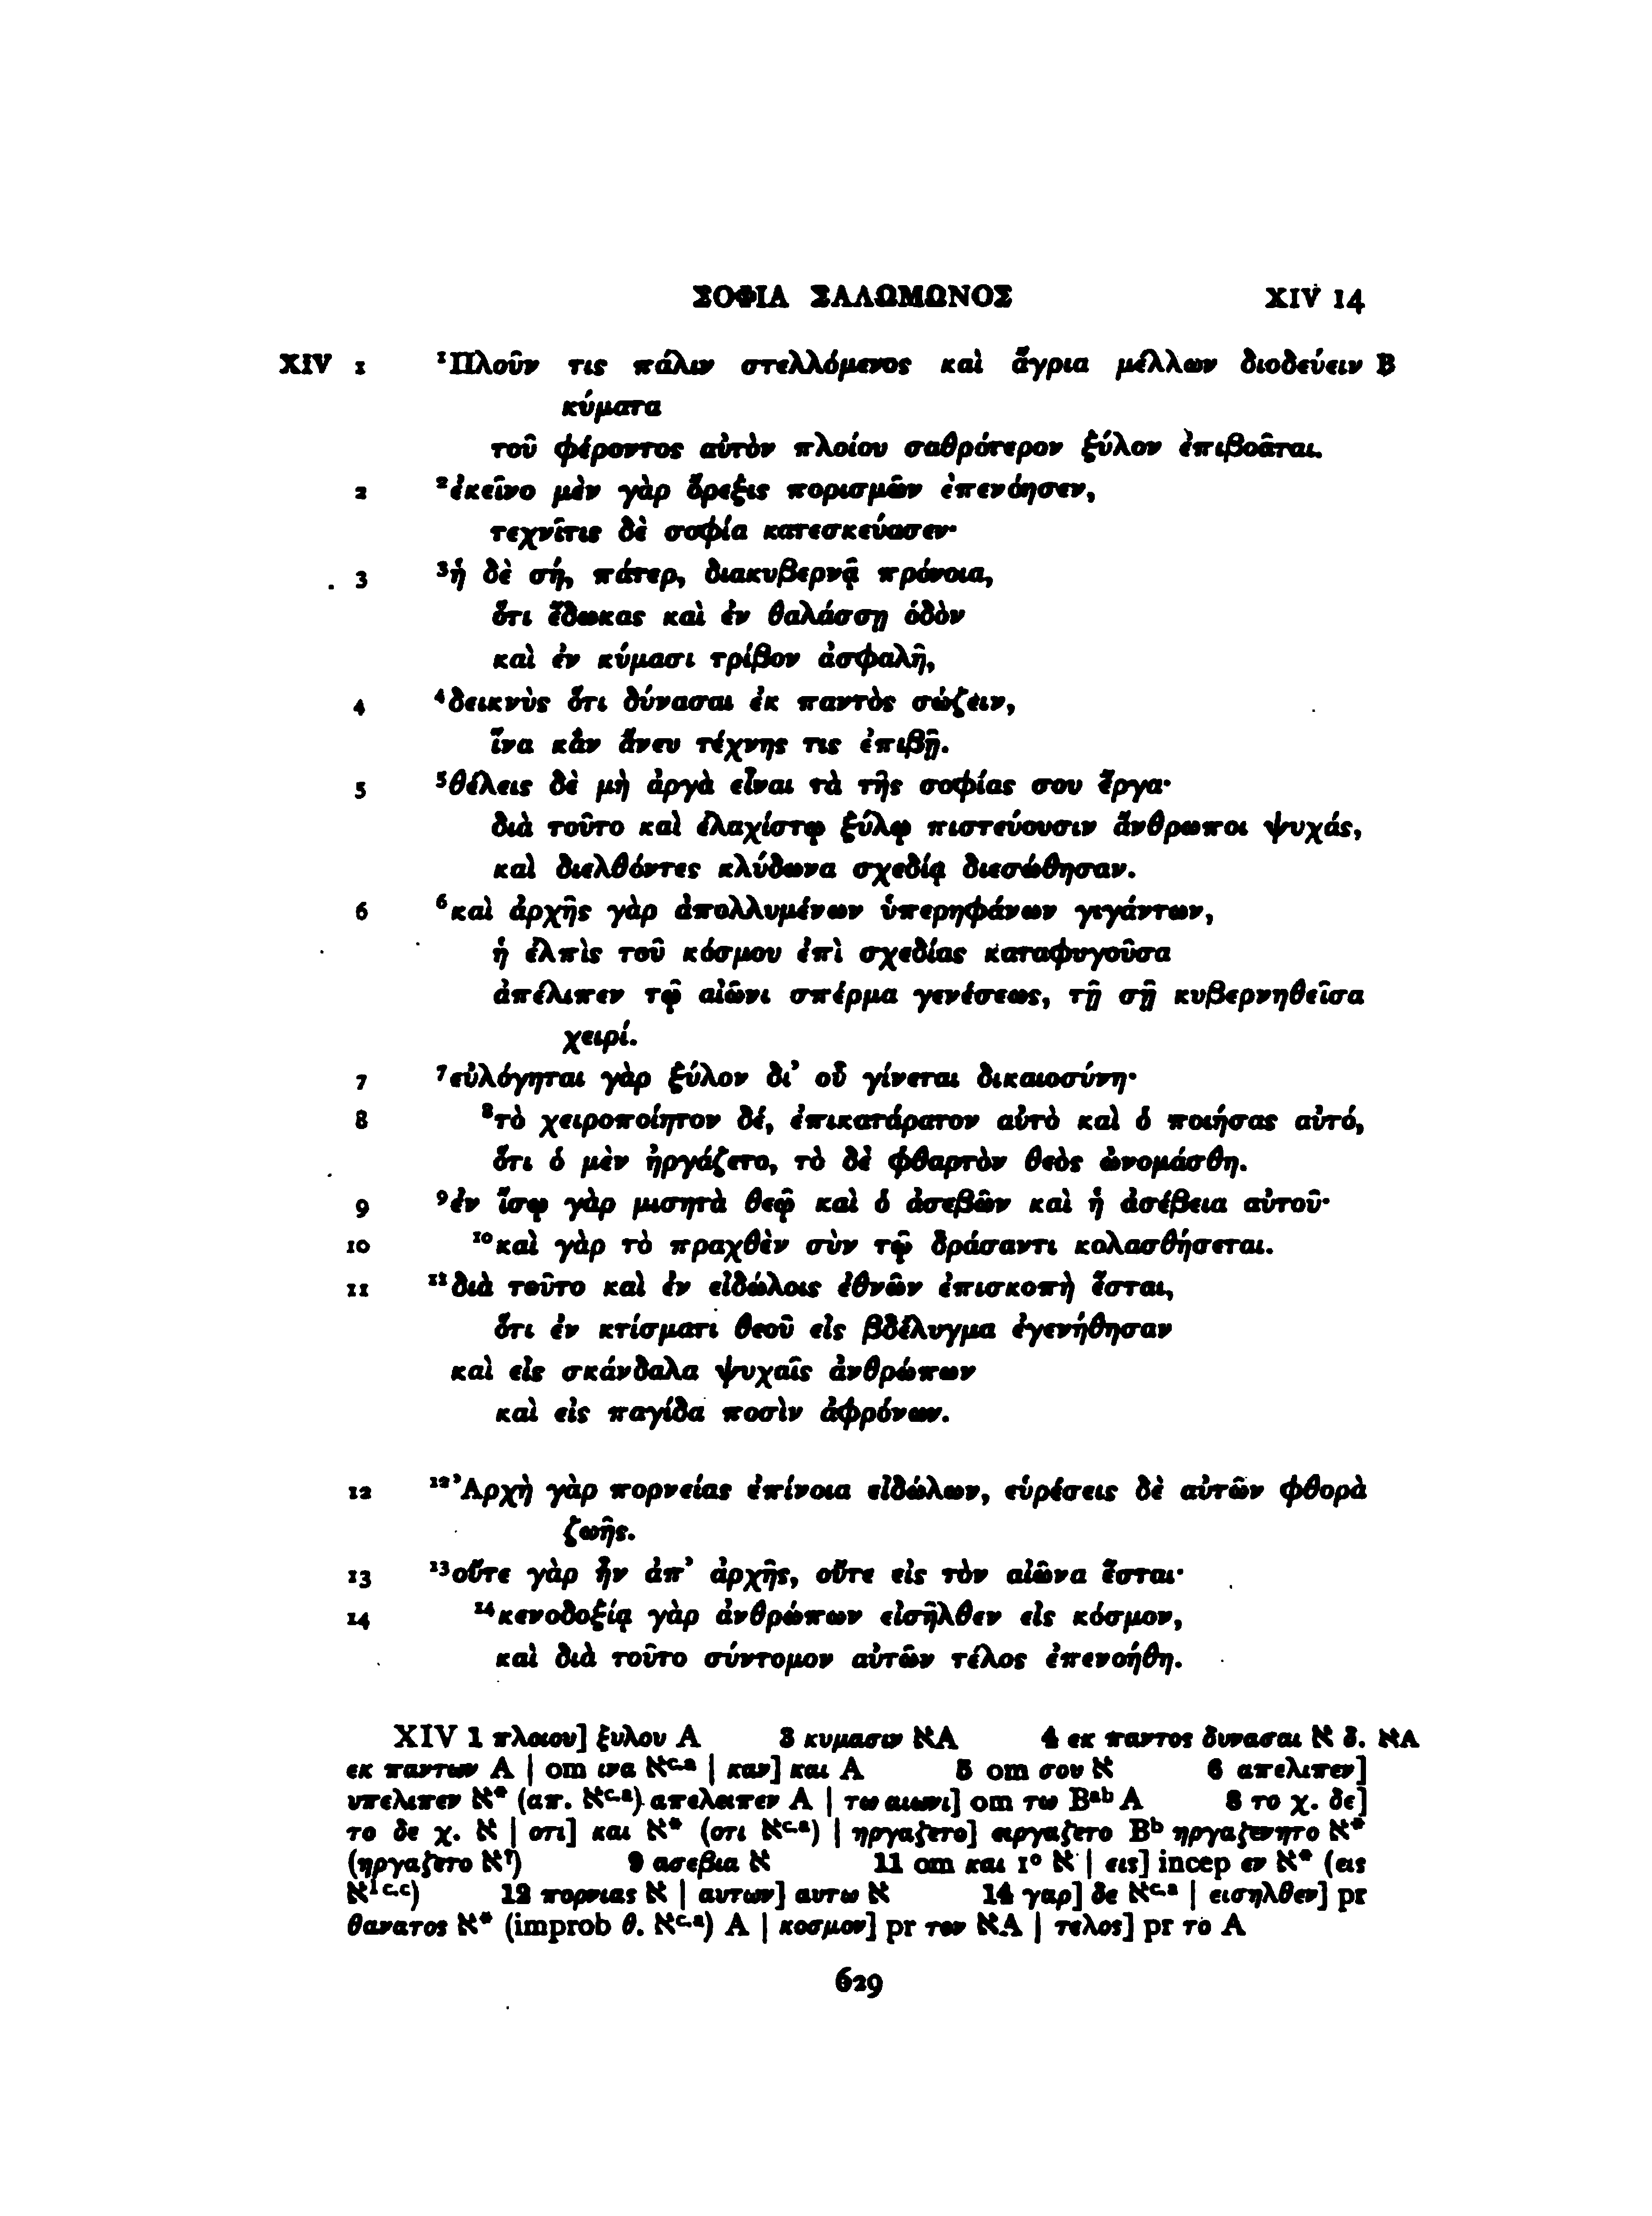 ΣΟΦΙΑ ΣΑΛΩΜΩΝΟΣ XIV 14
XIV 1 ¹Πλοῦν τις πάλιν στελλόμενος καὶ ἄγρια μέλλων διοδεύειν B
κύματα
τοῦ φέροντος αὐτὸν πλοίου σαθρότερον ξύλον ἐπιβοᾶται.
2 ²ἐκεῖνο μὲν γὰρ ὄρεξις πορισμῶν ἐπενόησεν,
τεχνῖτις δὲ σοφία κατεσκεύασεν·
3 ³ἡ δὲ σή, πάτερ, διακυβερνᾷ πρόνοια,
ὅτι ἔδωκας καὶ ἐν θαλάσσῃ ὁδὸν
καὶ ἐν κύμασι τρίβον ἀσφαλῆ,
4 ⁴δεικνὺς ὅτι δύνασαι ἐκ παντὸς σώζειν,
ἵνα κἂν ἄνευ τέχνης τις ἐπιβῇ.
5 ⁵θέλεις δὲ μὴ ἀργὰ εἶναι τὰ τῆς σοφίας σου ἔργα·
διὰ τοῦτο καὶ ἐλαχίστῳ ξύλῳ πιστεύουσιν ἄνθρωποι ψυχάς,
καὶ διελθόντες κλύδωνα σχεδίᾳ διεσώθησαν.
6 ⁶καὶ ἀρχῆς γὰρ ἀπολλυμένων ὑπερηφάνων γιγάντων,
ἡ ἐλπὶς τοῦ κόσμου ἐπὶ σχεδίας καταφυγοῦσα
ἀπέλιπεν τῷ αἰῶνι σπέρμα γενέσεως, τῇ σῇ κυβερνηθεῖσα
χειρί.
7 ⁷εὐλόγηται γὰρ ξύλον δι’ οὗ γίνεται δικαιοσύνη·
8 ⁸τὸ χειροποίητον δέ, ἐπικατάρατον αὐτὸ καὶ ὁ ποιήσας αὐτό,
ὅτι ὁ μὲν ἠργάζετο, τὸ δὲ φθαρτὸν θεὸς ὠνομάσθη.
9 ⁹ἐν ἴσῳ γὰρ μισητὰ θεῷ καὶ ὁ ἀσεβῶν καὶ ἡ ἀσέβεια αὐτοῦ·
10 ¹⁰καὶ γὰρ τὸ πραχθὲν σὺν τῷ δράσαντι κολασθήσεται.
11 ¹¹διὰ τοῦτο καὶ ἐν εἰδώλοις ἐθνῶν ἐπισκοπὴ ἔσται,
ὅτι ἐν κτίσματι θεοῦ εἰς βδέλυγμα ἐγενήθησαν
καὶ εἰς σκάνδαλα ψυχαῖς ἀνθρώπων
καὶ εἰς παγίδα ποσὶν ἀφρόνων.
12 ¹²Ἀρχὴ γὰρ πορνείας ἐπίνοια εἰδώλων, εὑρέσεις δὲ αὐτῶν φθορὰ
ζωῆς.
13 ¹³οὔτε γὰρ ἦν ἀπ’ ἀρχῆς, οὔτε εἰς τὸν αἰῶνα ἔσται·
14 ¹⁴κενοδοξίᾳ γὰρ ἀνθρώπων εἰσῆλθεν εἰς κόσμον,
καὶ διὰ τοῦτο σύντομον αὐτῶν τέλος ἐπενοήθη.
XIV 1 πλοιου] ξυλου A 3 κυμασιν אA 4 εκ παντος δυνασαι א δ. אA
εκ παντων A | om ινα אᶜ·ᵃ | καν] και A 5 om σου א 6 απελιπεν]
υπελιπεν א* (απ. אᶜ·ᵃ) απελειπεν A | τω αιωνι] om τω Bᵃᵇ A 8 το χ. δε]
το δε χ. א | οτι] και א* (οτι אᶜ·ᵃ) | ηργαζετο] ειργαζετο Bᵇ ηργαζενητο א*
(ηργαζετο א?) 9 ασεβια א 11 om και 1° א | εις] incep εν א* (εις
א¹ ᶜ·ᶜ) 12 πορνιας א | αυτων] αυτω א 14 γαρ] δε אᶜ·ᵃ | εισηλθεν] pr
θανατος א* (improb θ. אᶜ·ᵃ) A | κοσμον] pr τον אA | τελος] pr το A
629